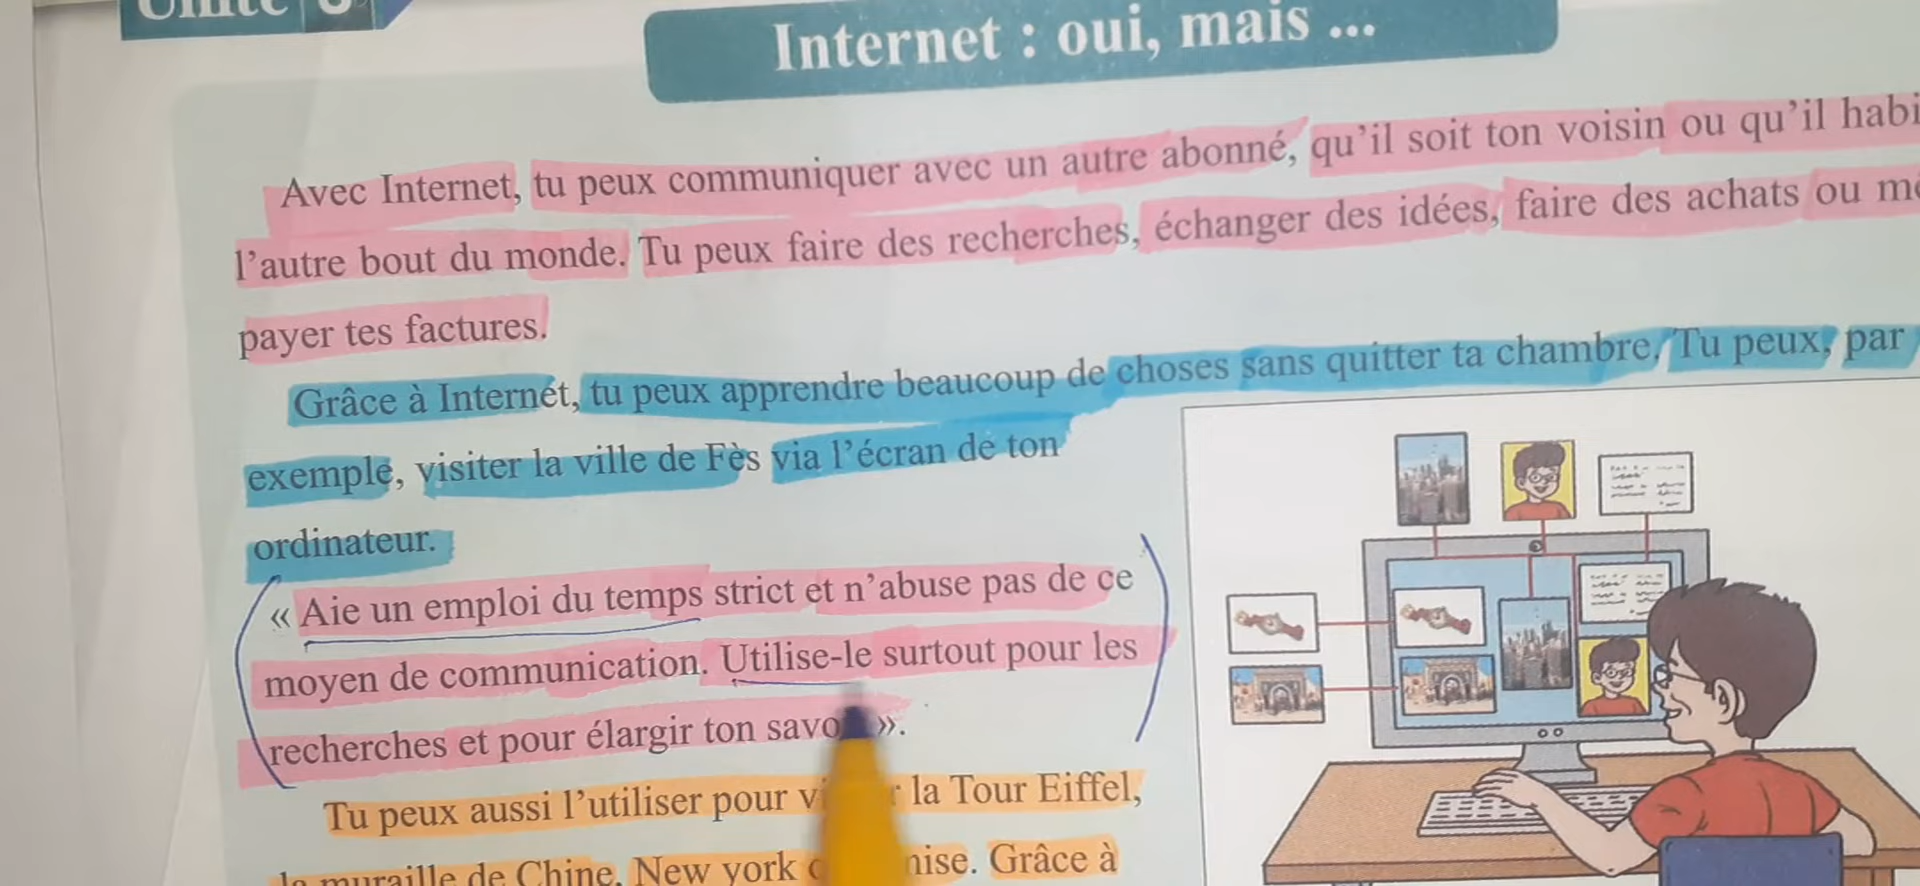 Unité
Internet : oui, mais ...
Avec Internet, tu peux communiquer avec un autre abonné, qu'il soit ton voisin ou qu'il
l'autre bout du monde. Tu peux faire des recherches, échanger des idées, faire des achats ou
payer tes factures.
Grâce à Internet, tu peux apprendre beaucoup de choses sans quitter ta chambre. Tu peux, par
exemple, visiter la ville de Fès via l'écran de ton
ordinateur.
« Aie un emploi du temps strict et n'abuse pas de ce
moyen de communication. Utilise-le surtout pour les
recherches et pour élargir ton ».
Tu peux aussi l'utiliser pour la Tour Eiffel,
la muraille de Chine, New york Grâce à